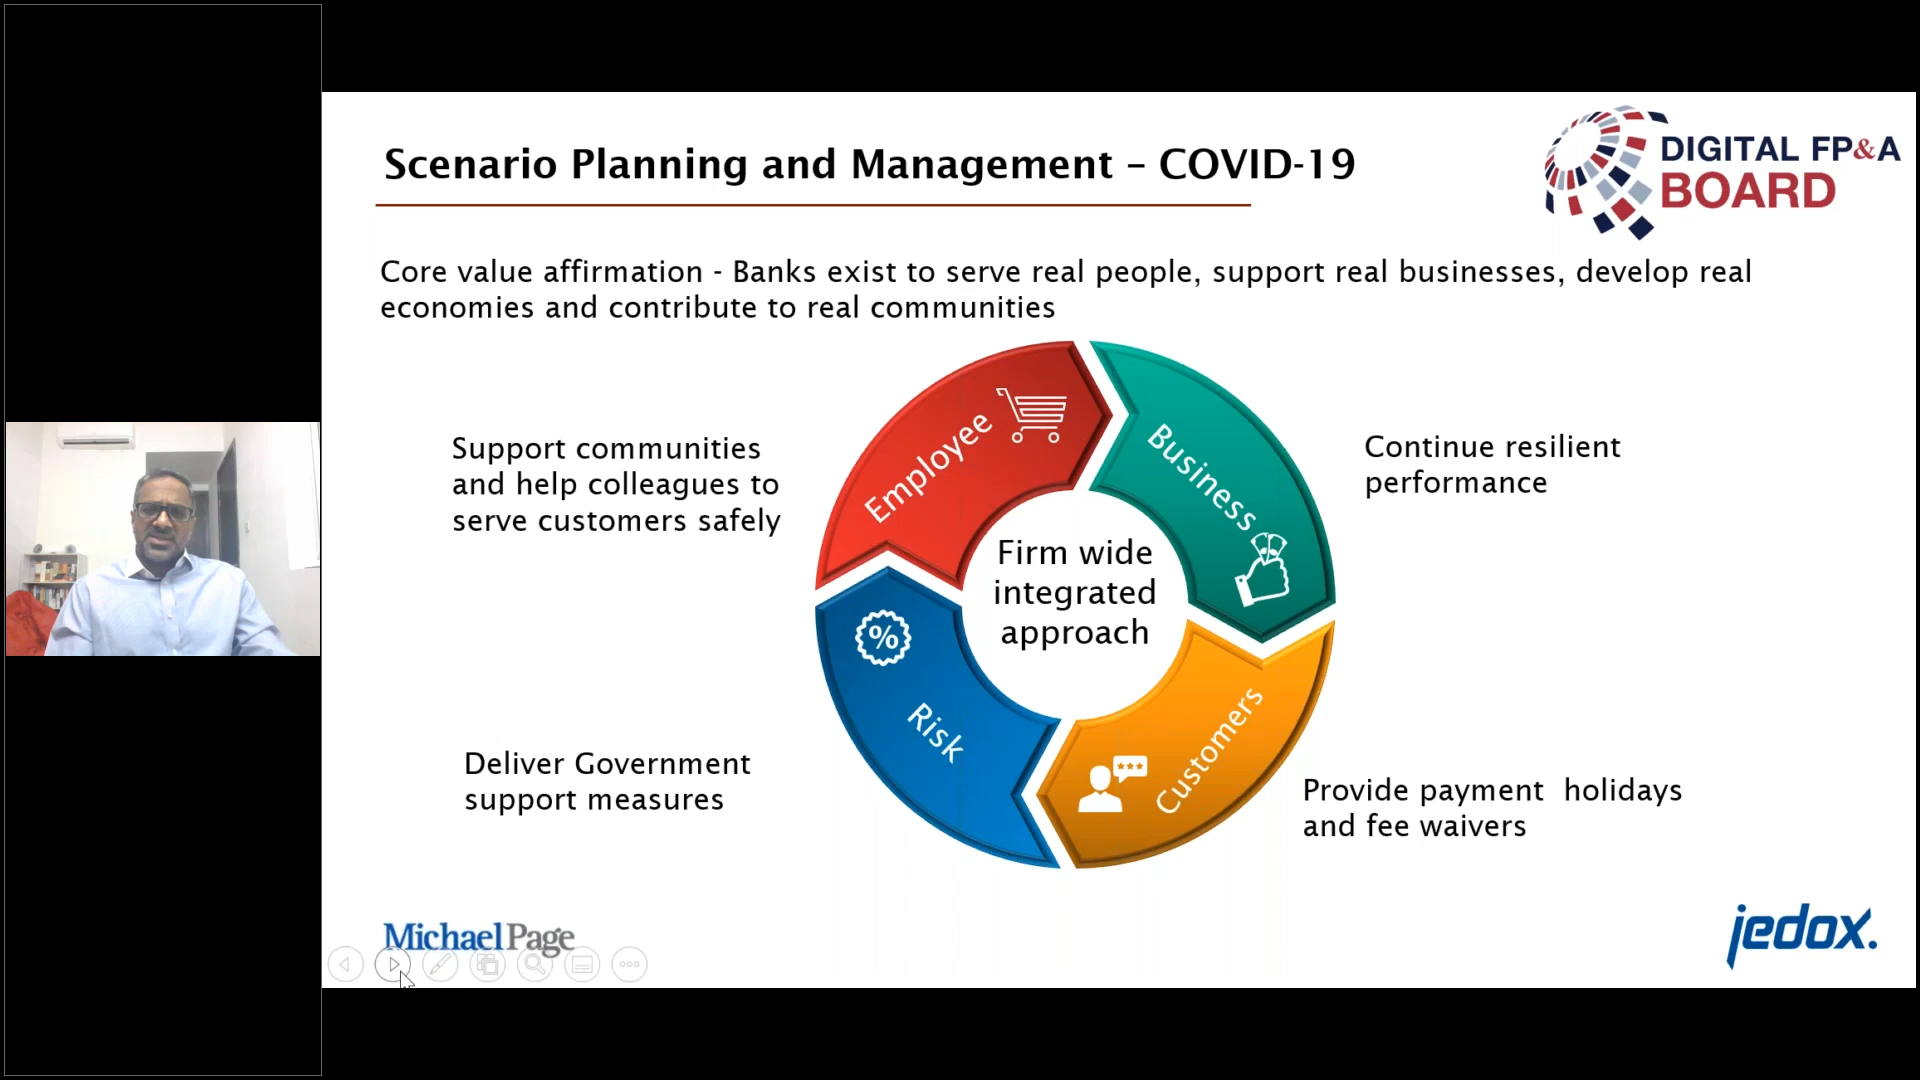 Scenario Planning and Management – COVID-19
DIGITAL FP&A
BOARD
Core value affirmation - Banks exist to serve real people, support real businesses, develop real
economies and contribute to real communities
Support communities
and help colleagues to
serve customers safely
Employee
Business
Continue resilient
performance
Firm wide
integrated
approach
%
Risk
Customers
Deliver Government
support measures
Provide payment  holidays
and fee waivers
MichaelPage
jedox.